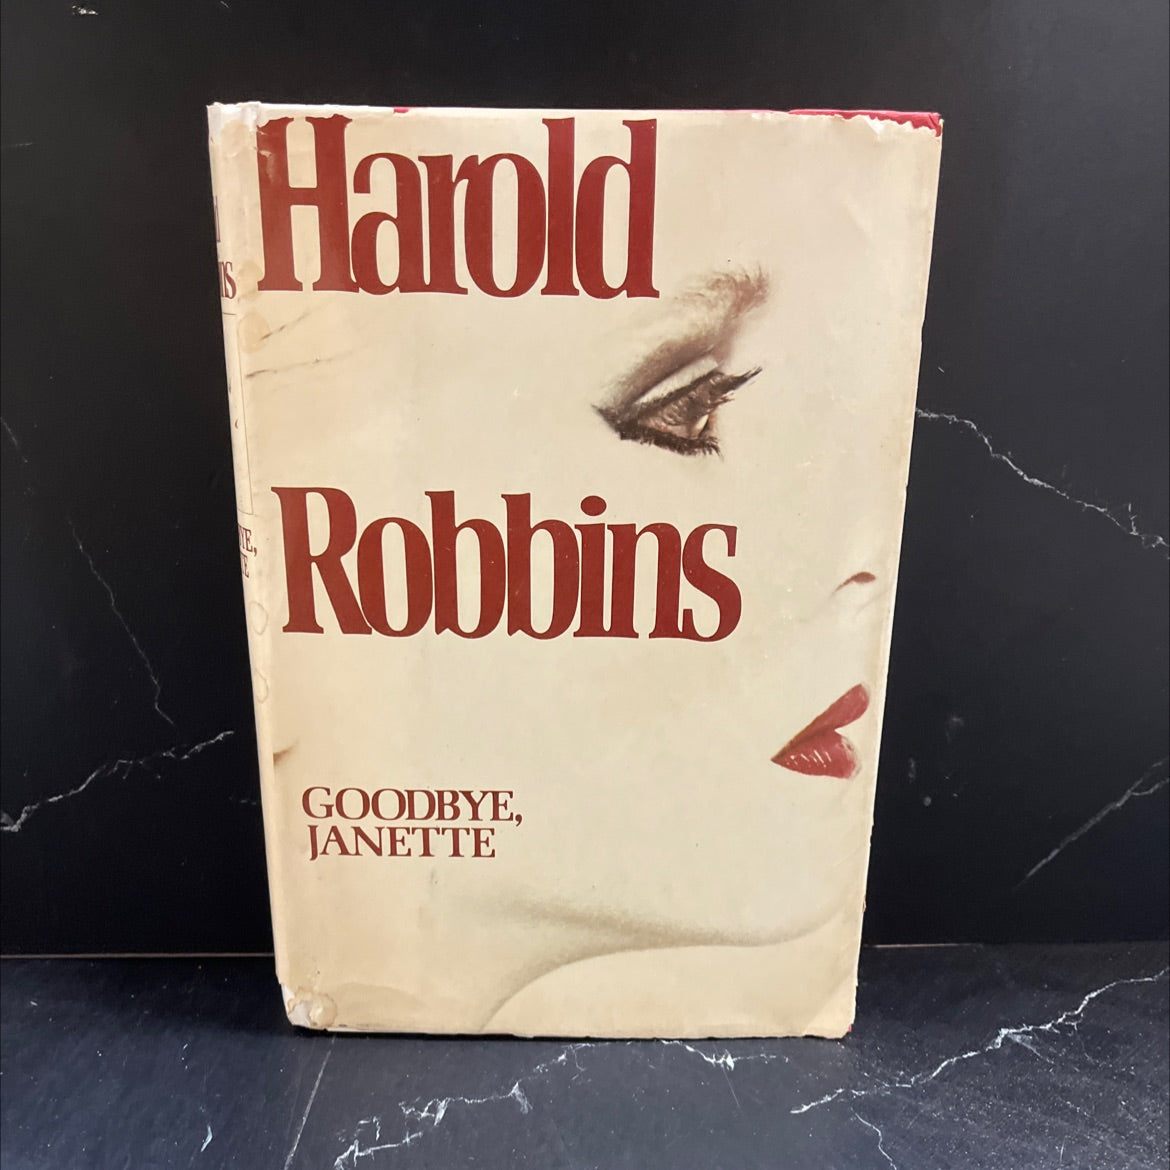 Harold
Robbins
GOODBYE,
JANETTE